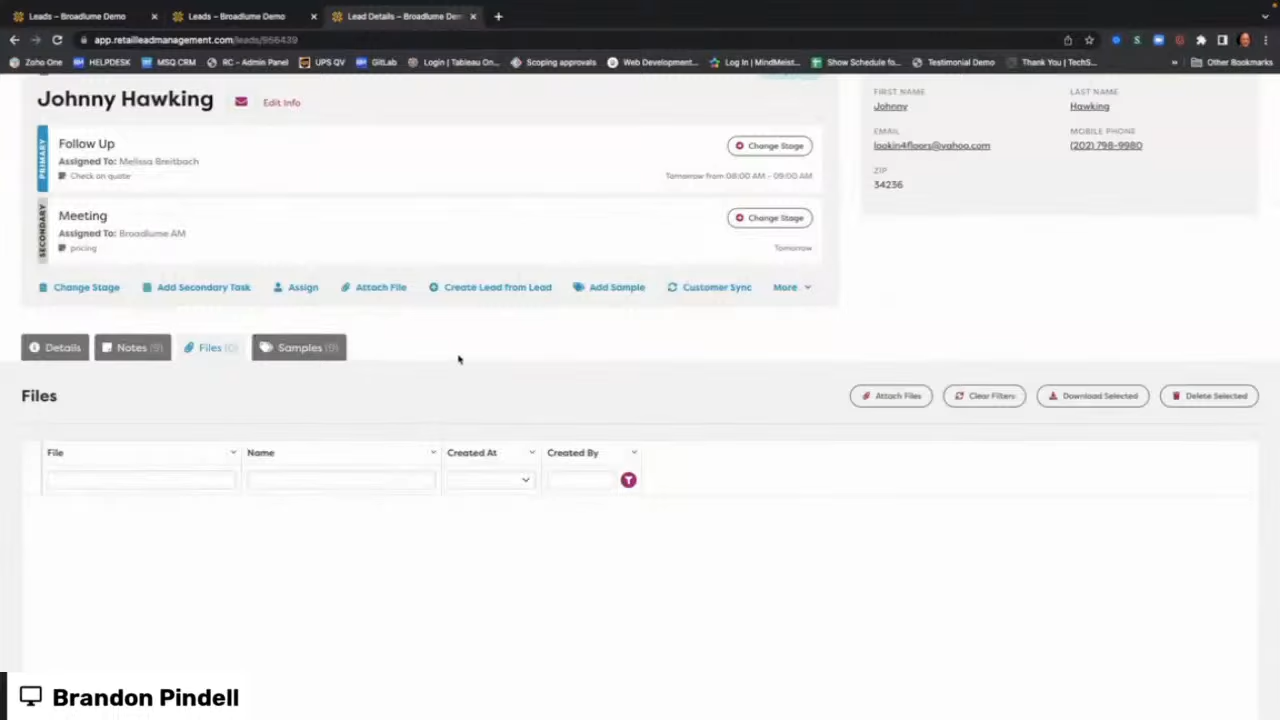 Leads – Broadlume Demo
Leads – Broadlume Demo
Lead Details – Broadlume Dem
app.retailleadmanagement.com/leads/956439
Zoho One
HELPDESK
MSQ CRM
RC - Admin Panel
UPS QV
GitLab
Login | Tableau On...
Scoping approvals
Web Development...
Log In | MindMeist...
Show Schedule fo...
Testimonial Demo
Thank You | TechS...
»
Other Bookmarks
Johnny Hawking
Edit Info
PRIMARY
Follow Up
Assigned To: Melissa Breitbach
Check on quote
Change Stage
Tomorrow from 08:00 AM - 09:00 AM
SECONDARY
Meeting
Assigned To: Broadlume AM
pricing
Change Stage
Tomorrow
Change Stage
Add Secondary Task
Assign
Attach File
Create Lead from Lead
Add Sample
Customer Sync
More
FIRST NAME
Johnny
LAST NAME
Hawking
EMAIL
lookin4floors@yahoo.com
MOBILE PHONE
(202) 798-9980
ZIP
34236
Details
Notes (9)
Files (0)
Samples (0)
Files
Attach Files
Clear Filters
Download Selected
Delete Selected
File
Name
Created At
Created By
Brandon Pindell